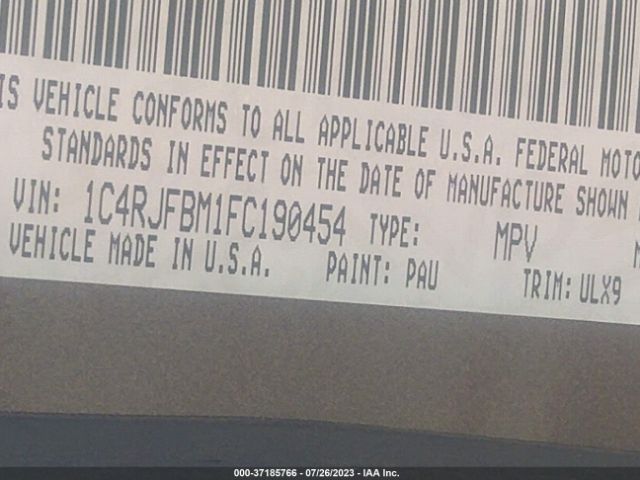 IS VEHICLE CONFORMS TO ALL APPLICABLE U.S.A. FEDERAL MOTO
STANDARDS IN EFFECT ON THE DATE OF MANUFACTURE SHOWN
VIN: 1C4RJFBM1FC190454 TYPE: MPV M
VEHICLE MADE IN U.S.A. PAINT: PAU TRIM: ULX9
000-37185766 - 07/26/2023 - IAA Inc.